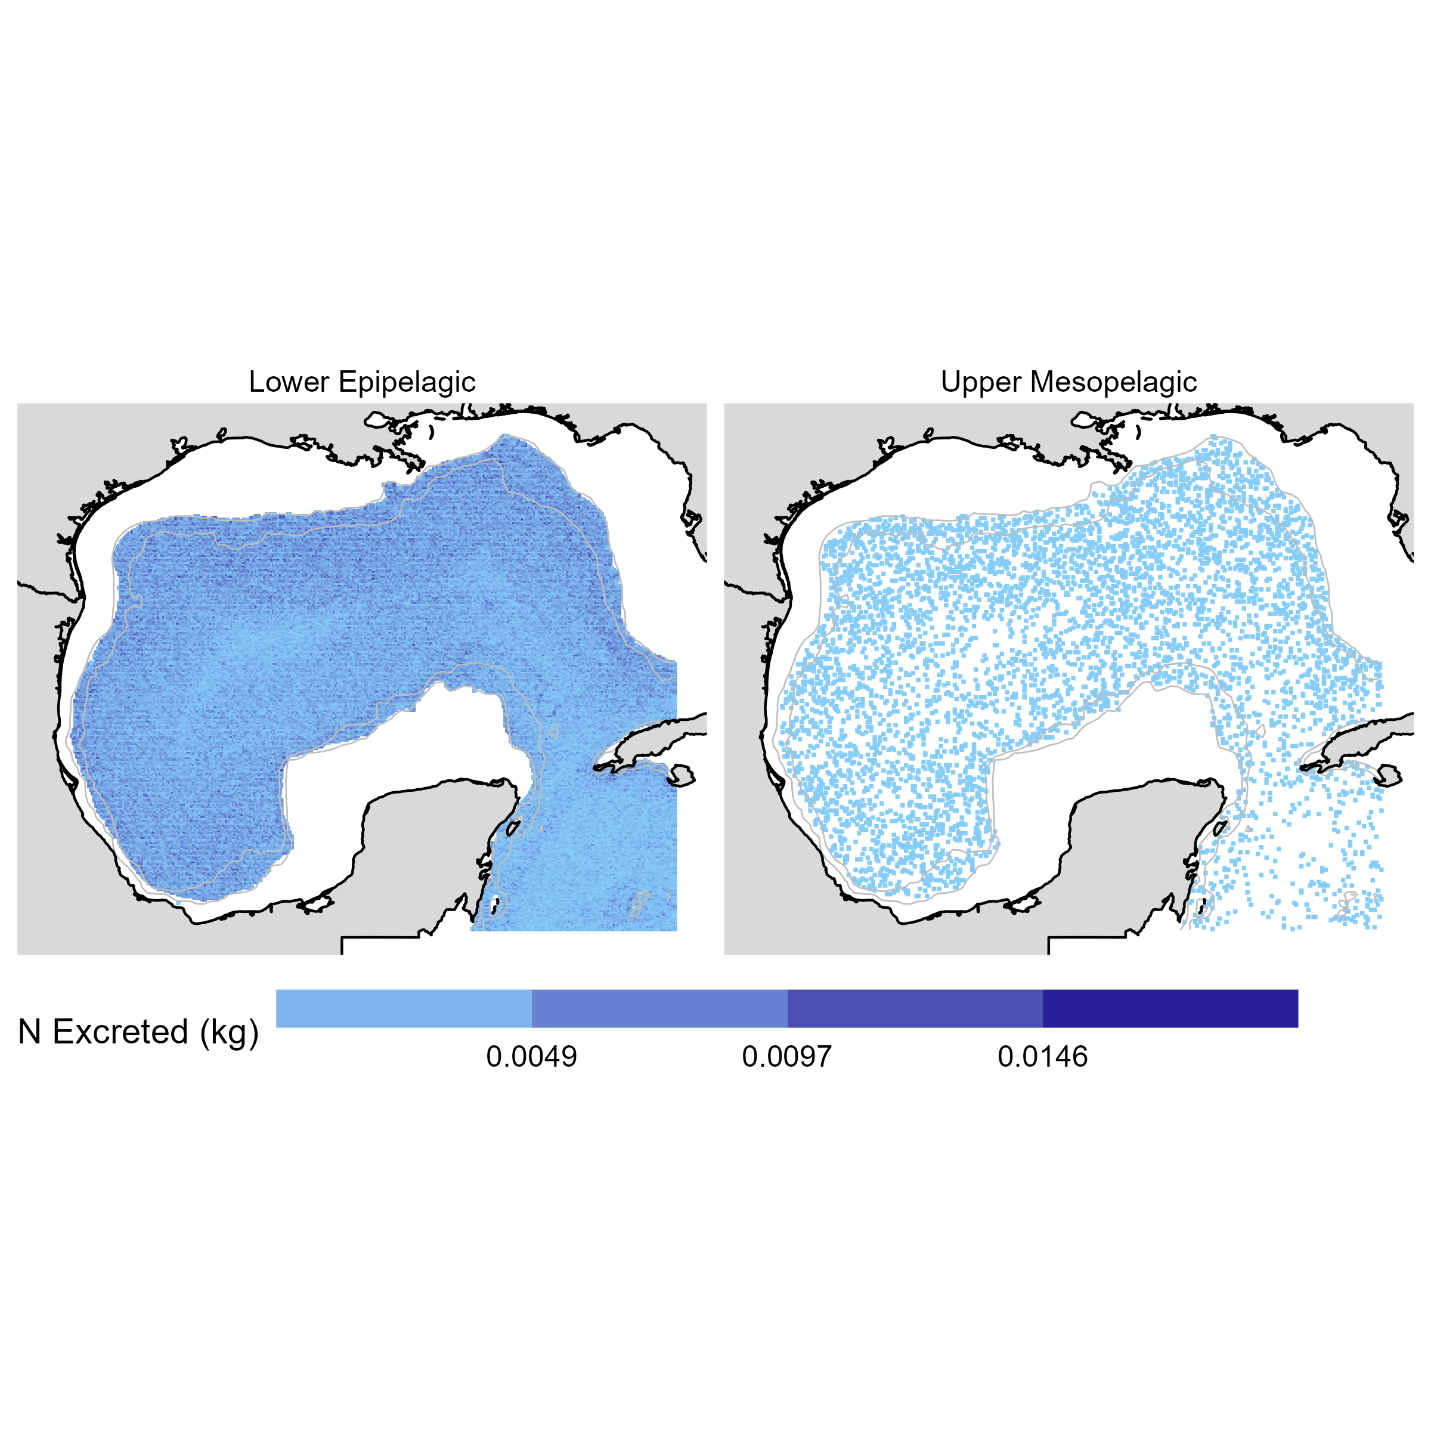 Lower Epipelagic
Upper Mesopelagic
N Excreted (kg)
0.0049
0.0097
0.0146